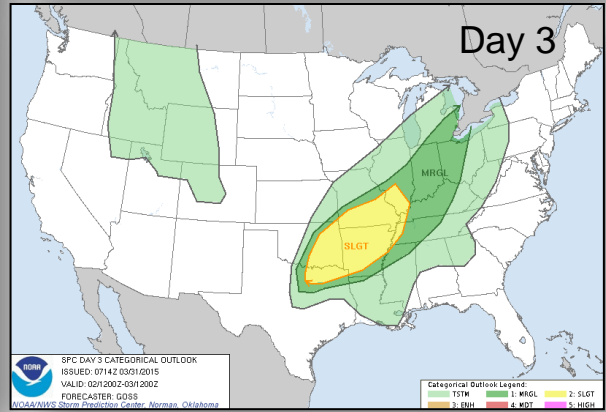 Day 3
MRGL
SLGT
NOAA
SPC DAY 3 CATEGORICAL OUTLOOK
ISSUED: 0714Z 03/31/2015
VALID: 02/1200Z-03/1200Z
FORECASTER: GOSS
NOAA/NWS Storm Prediction Center, Norman, Oklahoma
Categorical Outlook Legend:
TSTM 1: MRGL 2: SLGT
3: ENH 4: MDT 5: HIGH